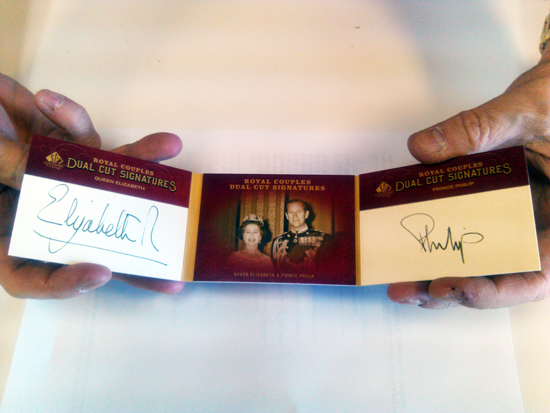 ROYAL COUPLES
DUAL CUT SIGNATURES
QUEEN ELIZABETH
Elizabeth R
ROYAL COUPLES
DUAL CUT SIGNATURES
QUEEN ELIZABETH & PRINCE PHILIP
ROYAL COUPLES
DUAL CUT SIGNATURES
PRINCE PHILIP
Philip